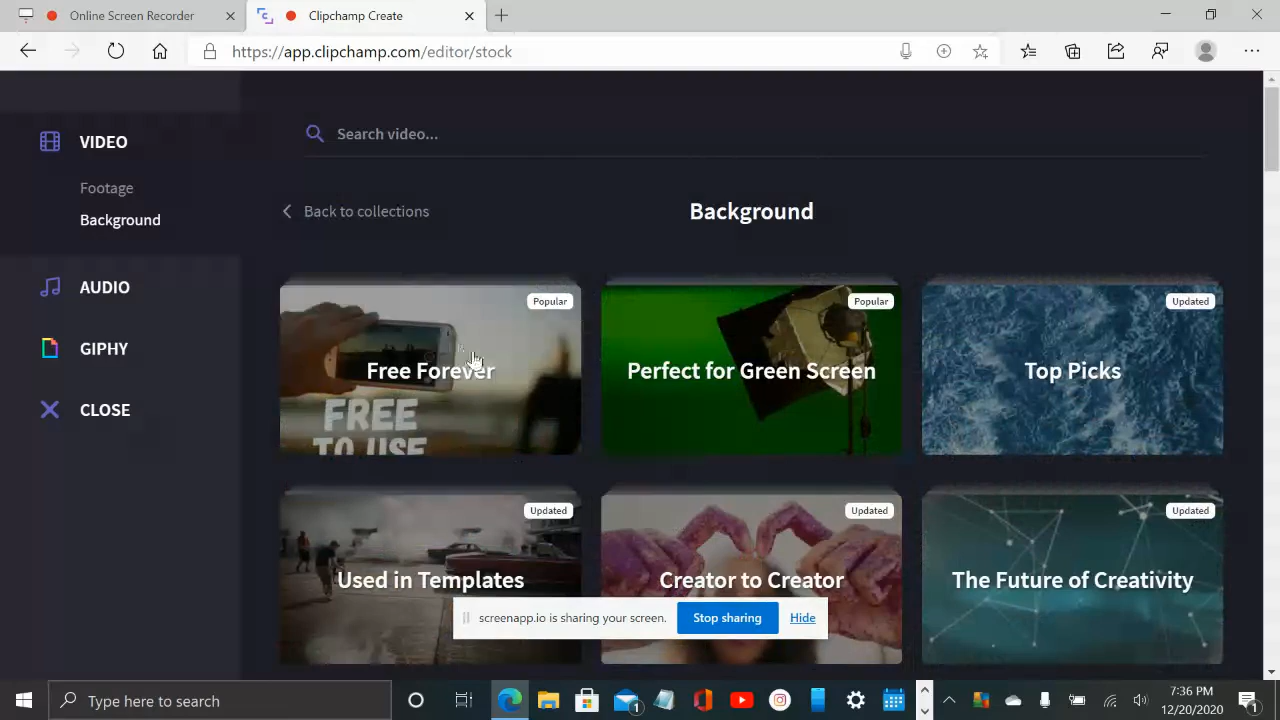 Online Screen Recorder
Clipchamp Create
https://app.clipchamp.com/editor/stock
VIDEO
Footage
Background
AUDIO
GIPHY
CLOSE
Search video...
Back to collections
Background
Popular
Free Forever
FREE
TO USE
Popular
Perfect for Green Screen
Updated
Top Picks
Updated
Used in Templates
Updated
Creator to Creator
Updated
The Future of Creativity
screenapp.io is sharing your screen.
Stop sharing
Hide
Type here to search
1
7:36 PM
12/20/2020
1